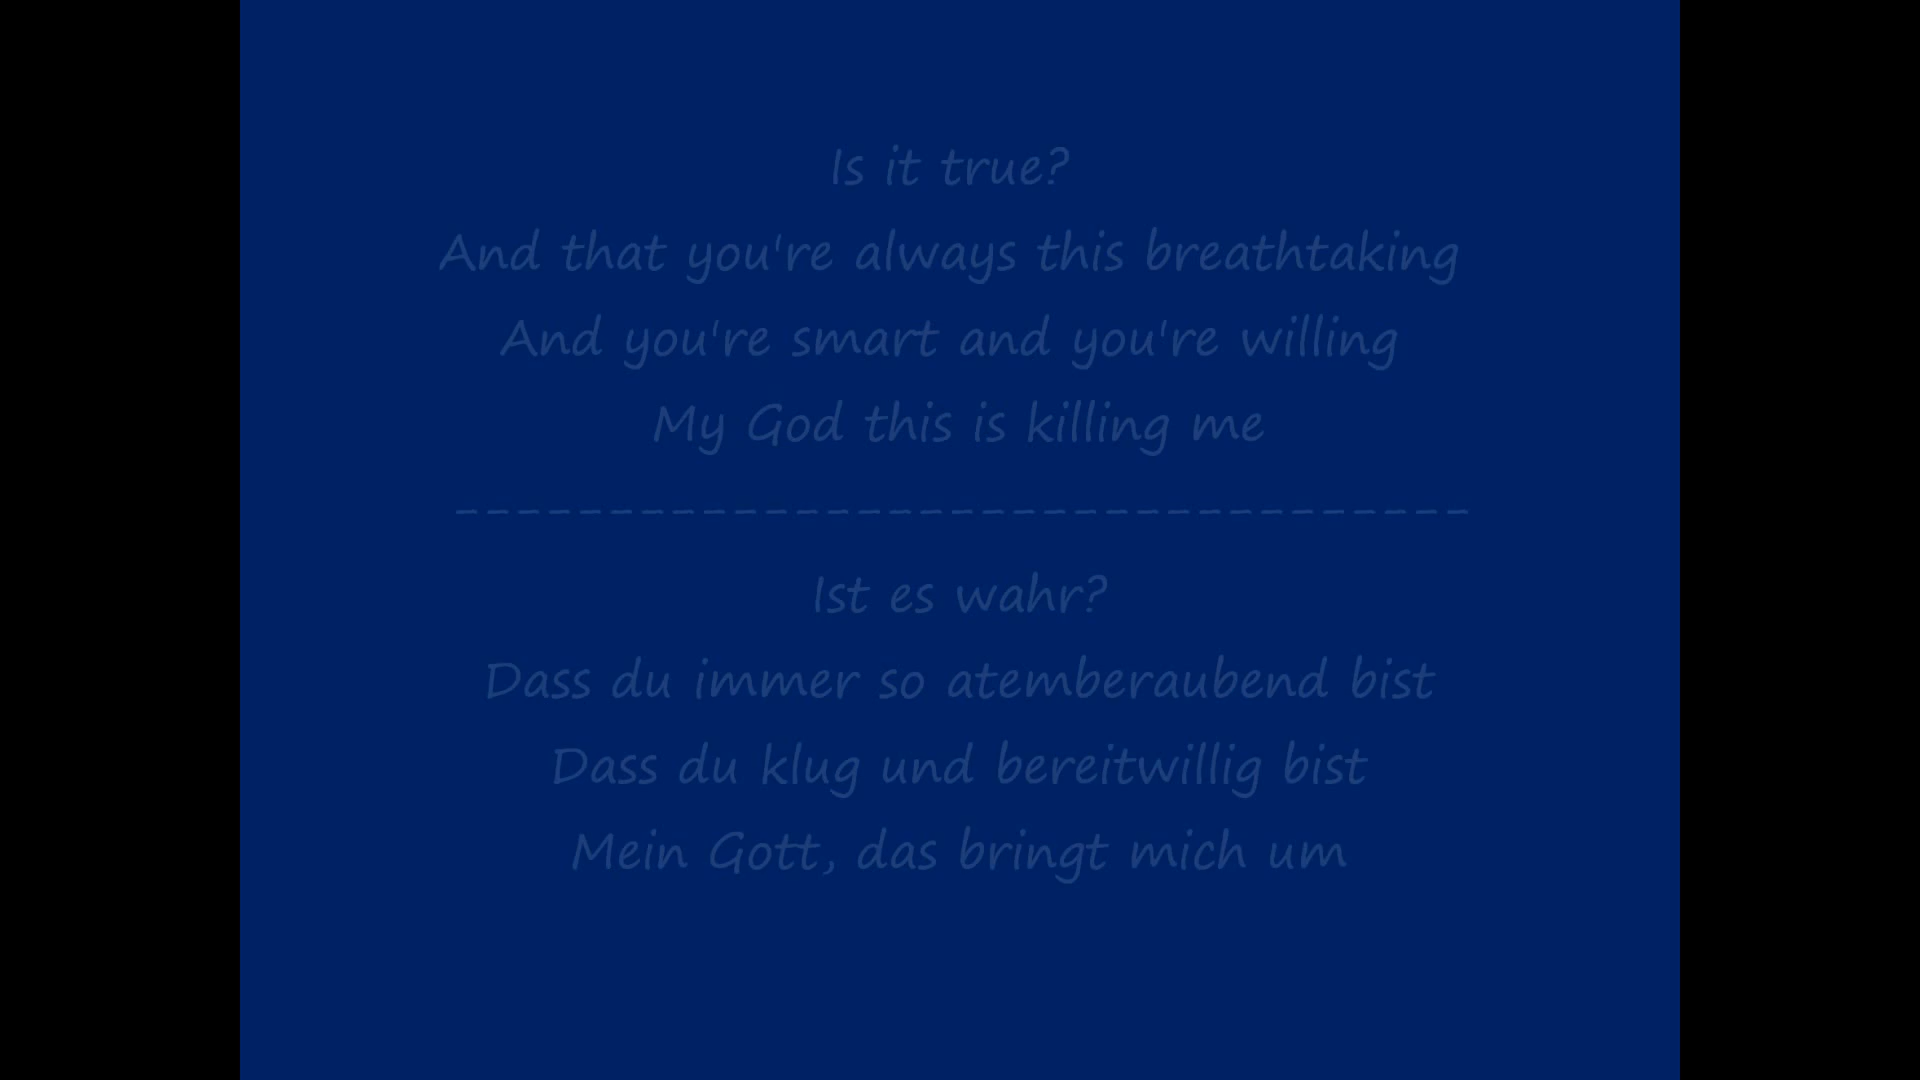 Is it true?
And that you're always this breathtaking
And you're smart and you're willing
My God this is killing me
---------------------------------
Ist es wahr?
Dass du immer so atemberaubend bist
Dass du klug und bereitwillig bist
Mein Gott, das bringt mich um